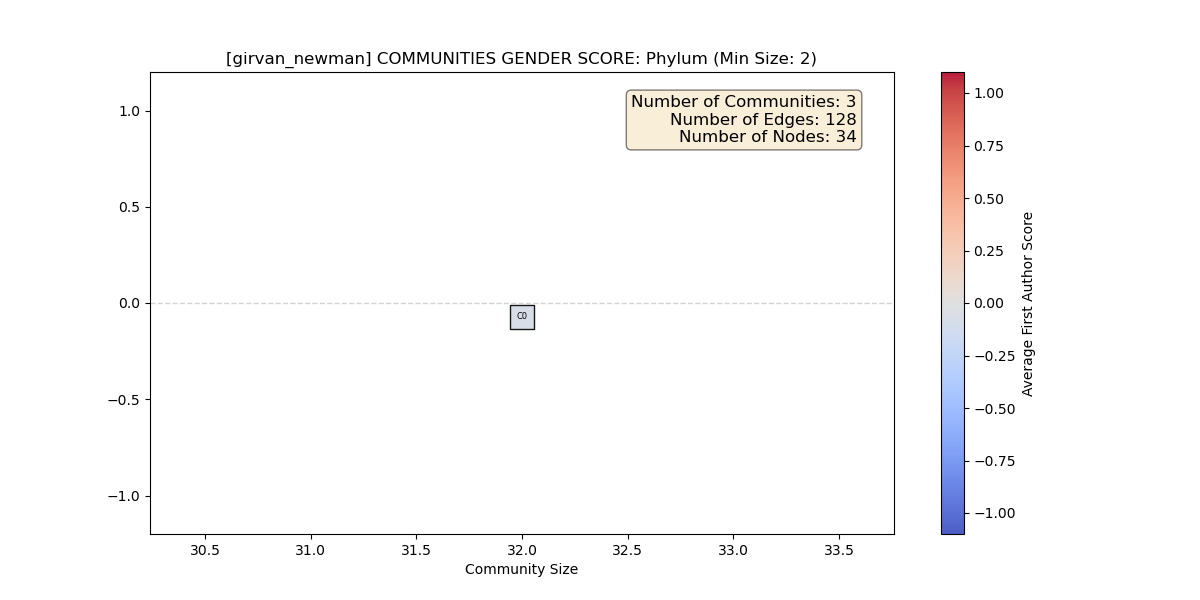 [girvan_newman] COMMUNITIES GENDER SCORE: Phylum (Min Size: 2)
Number of Communities: 3
Number of Edges: 128
Number of Nodes: 34
1.0
0.5
0.0
−0.5
−1.0
C0
30.5 31.0 31.5 32.0 32.5 33.0 33.5
Community Size
1.00
0.75
0.50
0.25
0.00
−0.25
−0.50
−0.75
−1.00
Average First Author Score